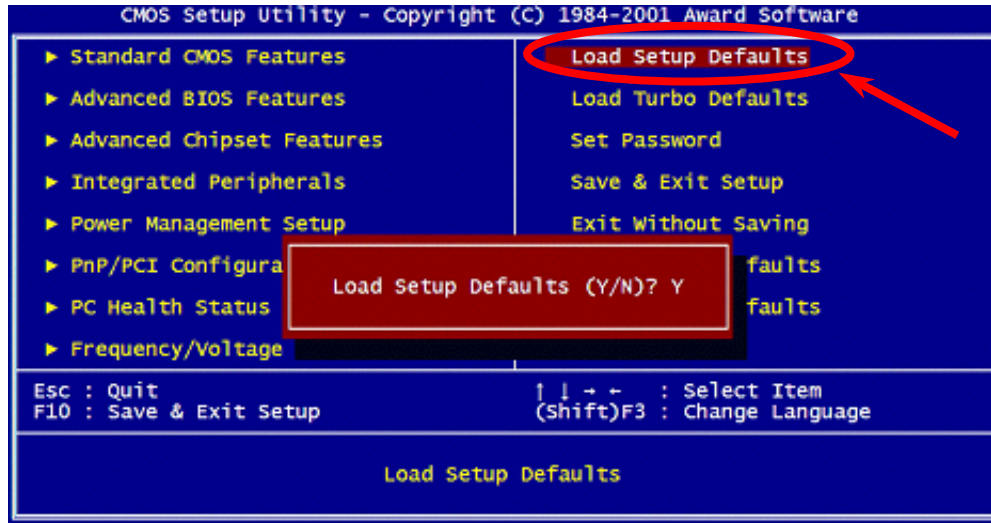 CMOS Setup Utility - Copyright (C) 1984-2001 Award Software
▶ Standard CMOS Features
▶ Advanced BIOS Features
▶ Advanced Chipset Features
▶ Integrated Peripherals
▶ Power Management Setup
▶ PnP/PCI Configura
▶ PC Health Status
▶ Frequency/Voltage
Load Setup Defaults
Load Turbo Defaults
Set Password
Save & Exit Setup
Exit Without Saving
faults
faults
Load Setup Defaults (Y/N)? Y
Esc : Quit
F10 : Save & Exit Setup
↑ ↓ → ← : Select Item
(Shift)F3 : Change Language
Load Setup Defaults